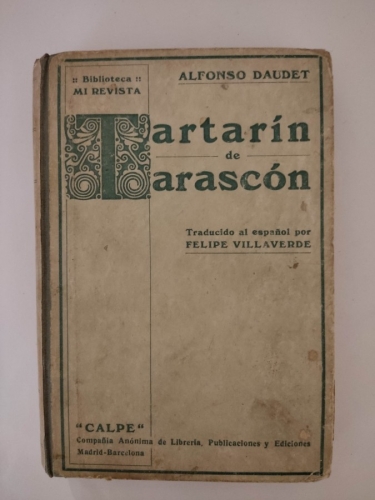 :: Biblioteca ::
MI REVISTA
ALFONSO DAUDET
Tartarín
de
Tarascón
Traducido al español por
FELIPE VILLAVERDE
"CALPE"
Compañía Anónima de Librería, Publicaciones y Ediciones
Madrid-Barcelona